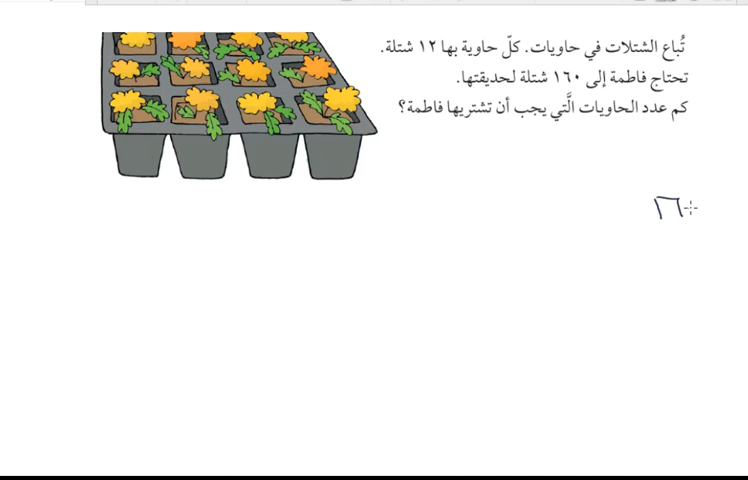 تُباع الشتلات في حاويات. كلّ حاوية بها ١٢ شتلة.
تحتاج فاطمة إلى ١٦٠ شتلة لحديقتها.
كم عدد الحاويات الَّتي يجب أن تشتريها فاطمة؟
١٦